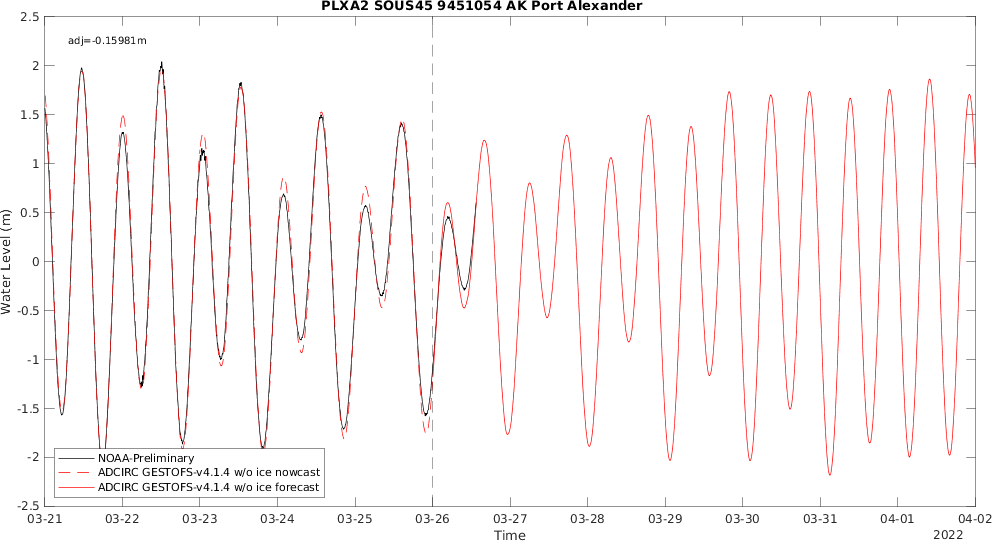 PLXA2 SOUS45 9451054 AK Port Alexander
adj=-0.15981m
Water Level (m)
2.5
2
1.5
1
0.5
0
-0.5
-1
-1.5
-2
-2.5
NOAA-Preliminary
ADCIRC GESTOFS-v4.1.4 w/o ice nowcast
ADCIRC GESTOFS-v4.1.4 w/o ice forecast
03-21 03-22 03-23 03-24 03-25 03-26 03-27 03-28 03-29 03-30 03-31 04-01 04-02
Time
2022